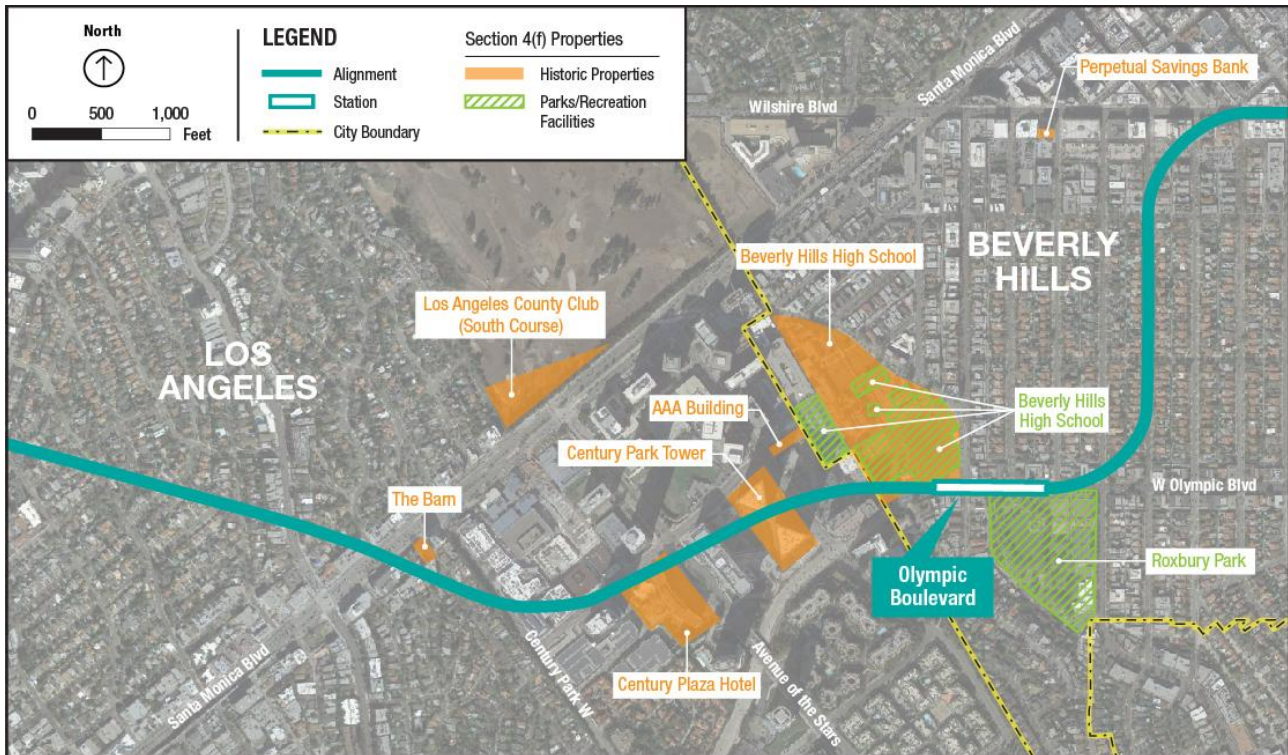 North
0 500 1,000
Feet
LEGEND
Alignment
Station
City Boundary
Section 4(f) Properties
Historic Properties
Parks/Recreation
Facilities
Santa Monica Blvd
Wilshire Blvd
Perpetual Savings Bank
BEVERLY
HILLS
Beverly Hills High School
Los Angeles County Club
(South Course)
LOS
ANGELES
AAA Building
Beverly Hills
High School
Century Park Tower
W Olympic Blvd
The Barn
Roxbury Park
Olympic
Boulevard
Century Park W
Santa Monica Blvd
Century Plaza Hotel
Avenue of the Stars